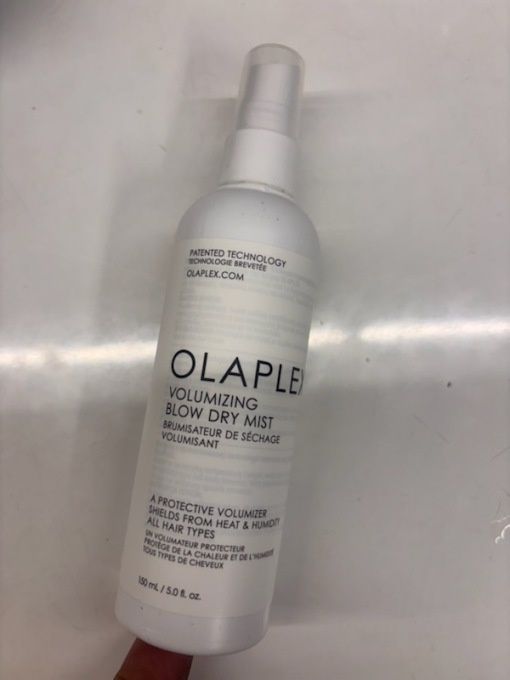 PATENTED TECHNOLOGY
TECHNOLOGIE BREVETÉE
OLAPLEX.COM
OLAPLEX
VOLUMIZING
BLOW DRY MIST
BRUMISATEUR DE SÉCHAGE
VOLUMISANT
A PROTECTIVE VOLUMIZER
SHIELDS FROM HEAT & HUMIDITY
ALL HAIR TYPES
UN VOLUMATEUR PROTECTEUR
PROTÈGE DE LA CHALEUR ET DE L'HUMIDITÉ
TOUS TYPES DE CHEVEUX
150 mL / 5.0 fl. oz.